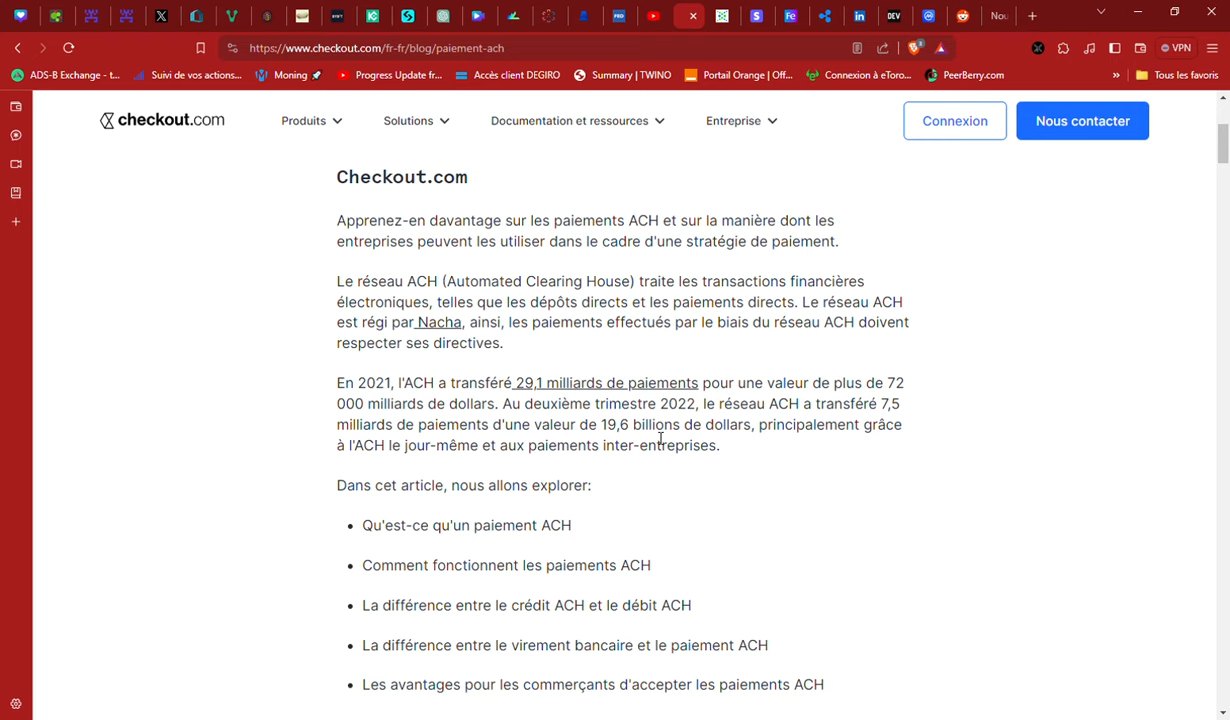 https://www.checkout.com/fr-fr/blog/paiement-ach
VPN
ADS-B Exchange - t...
Suivi de vos actions...
Moning
Progress Update fr...
Accès client DEGIRO
Summary | TWINO
Portail Orange | Off...
Connexion à eToro...
PeerBerry.com
»
Tous les favoris
checkout.com
Produits
Solutions
Documentation et ressources
Entreprise
Connexion
Nous contacter
Checkout.com
Apprenez-en davantage sur les paiements ACH et sur la manière dont les
entreprises peuvent les utiliser dans le cadre d'une stratégie de paiement.
Le réseau ACH (Automated Clearing House) traite les transactions financières
électroniques, telles que les dépôts directs et les paiements directs. Le réseau ACH
est régi par Nacha, ainsi, les paiements effectués par le biais du réseau ACH doivent
respecter ses directives.
En 2021, l'ACH a transféré 29,1 milliards de paiements pour une valeur de plus de 72
000 milliards de dollars. Au deuxième trimestre 2022, le réseau ACH a transféré 7,5
milliards de paiements d'une valeur de 19,6 billions de dollars, principalement grâce
à l'ACH le jour-même et aux paiements inter-entreprises.
Dans cet article, nous allons explorer:
• Qu'est-ce qu'un paiement ACH
• Comment fonctionnent les paiements ACH
• La différence entre le crédit ACH et le débit ACH
• La différence entre le virement bancaire et le paiement ACH
• Les avantages pour les commerçants d'accepter les paiements ACH